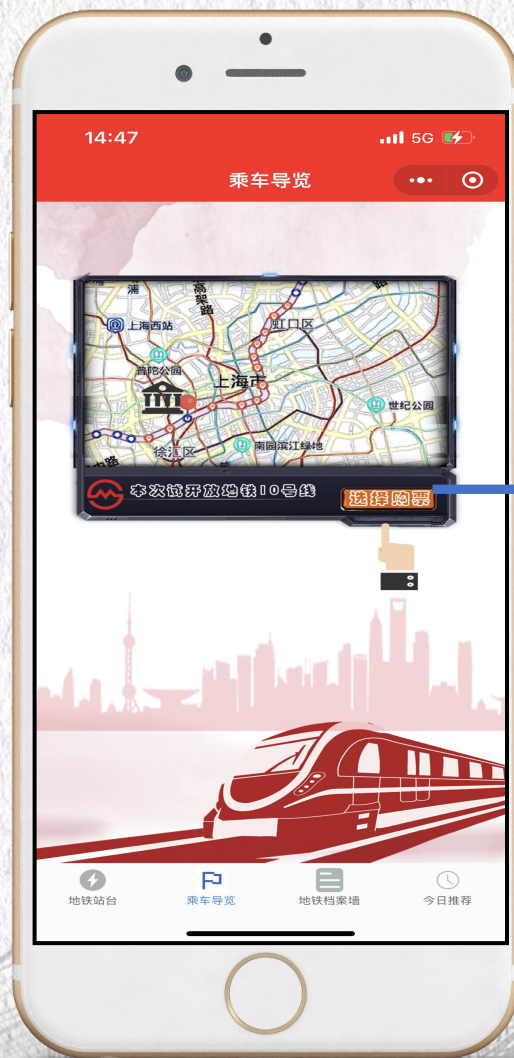 14:47
5G
乘车导览
浦
高架路
虹口区
上海西站
普陀公园
上海市
世纪公园
南园滨江绿地
徐汇区
中路
本次试开放地铁10号线
选择购票
地铁站台
乘车导览
地铁档案墙
今日推荐